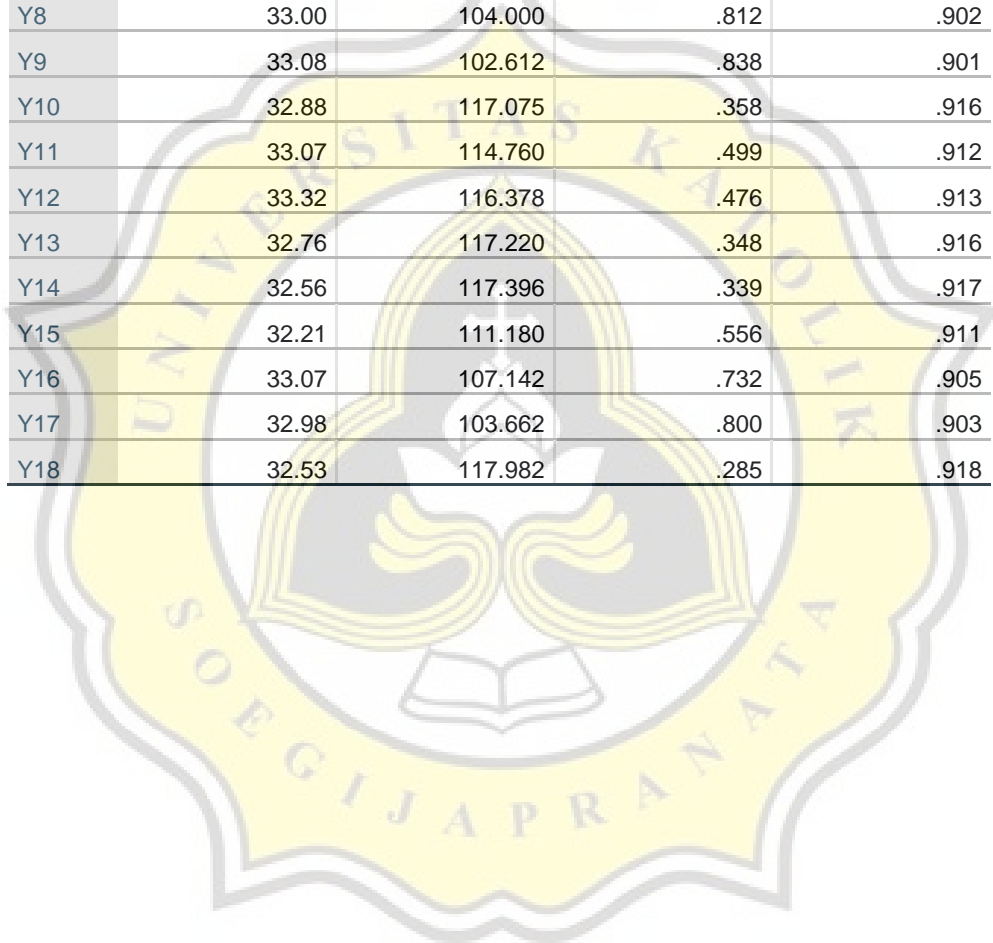 Y8 33.00 104.000 .812 .902
Y9 33.08 102.612 .838 .901
Y10 32.88 117.075 .358 .916
Y11 33.07 114.760 .499 .912
Y12 33.32 116.378 .476 .913
Y13 32.76 117.220 .348 .916
Y14 32.56 117.396 .339 .917
Y15 32.21 111.180 .556 .911
Y16 33.07 107.142 .732 .905
Y17 32.98 103.662 .800 .903
Y18 32.53 117.982 .285 .918
UNIVERSITAS KATOLIK
SOEGIJAPRANATA